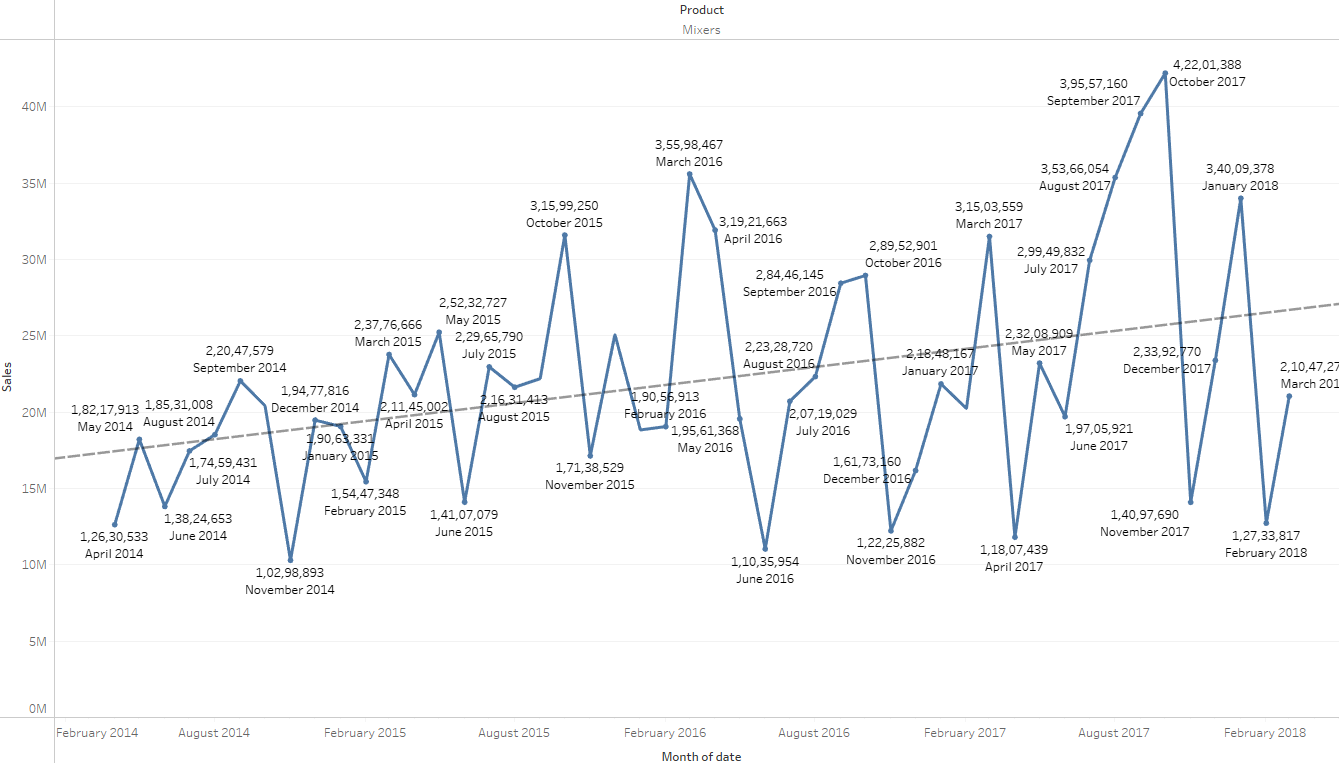 Product
Mixers
Sales
40M
35M
30M
25M
20M
15M
10M
5M
0M
1,26,30,533
April 2014
1,82,17,913
May 2014
1,38,24,653
June 2014
1,74,59,431
July 2014
1,85,31,008
August 2014
2,20,47,579
September 2014
1,02,98,893
November 2014
1,94,77,816
December 2014
1,90,63,331
January 2015
1,54,47,348
February 2015
2,37,76,666
March 2015
2,11,45,002
April 2015
2,52,32,727
May 2015
1,41,07,079
June 2015
2,29,65,790
July 2015
2,16,31,413
August 2015
3,15,99,250
October 2015
1,71,38,529
November 2015
1,90,56,913
February 2016
3,55,98,467
March 2016
3,19,21,663
April 2016
1,95,61,368
May 2016
1,10,35,954
June 2016
2,07,19,029
July 2016
2,23,28,720
August 2016
2,84,46,145
September 2016
2,89,52,901
October 2016
1,22,25,882
November 2016
1,61,73,160
December 2016
2,18,48,167
January 2017
3,15,03,559
March 2017
1,18,07,439
April 2017
2,32,08,909
May 2017
1,97,05,921
June 2017
2,99,49,832
July 2017
3,53,66,054
August 2017
3,95,57,160
September 2017
4,22,01,388
October 2017
1,40,97,690
November 2017
2,33,92,770
December 2017
3,40,09,378
January 2018
1,27,33,817
February 2018
2,10,47,27
March 201
February 2014
August 2014
February 2015
August 2015
February 2016
August 2016
February 2017
August 2017
February 2018
Month of date